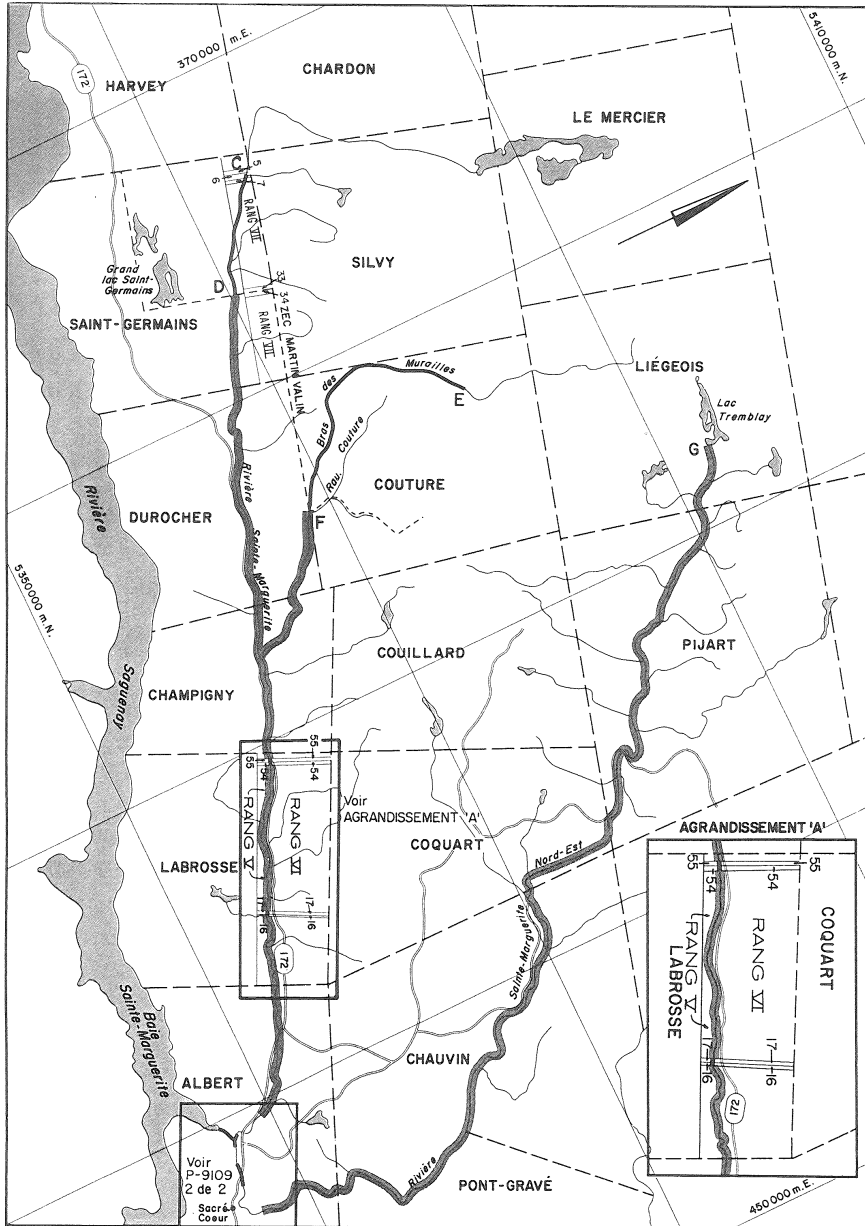 370000 m.E.
5410000 m.N.
172
HARVEY
CHARDON
LE MERCIER
C
5
6
7
RANG VII
SILVY
Grand
lac Saint-
Germains
D
33
34
ZEC MARTIN VALIN
RANG VII
SAINT-GERMAINS
Bras des Murailles
E
LIÉGEOIS
Lac
Tremblay
G
Rau. Couture
COUTURE
F
DUROCHER
Rivière Sainte-Marguerite
Rivière Saguenay
5350000 m.N.
COUILLARD
PIJART
CHAMPIGNY
55
54
55
54
Voir
AGRANDISSEMENT 'A'
RANG V
RANG VI
LABROSSE
17
16
17
16
172
COQUART
Nord-Est
Sainte-Marguerite
Rivière
Baie
Sainte-Marguerite
CHAUVIN
ALBERT
Voir
P-9109
2 de 2
Sacré
Coeur
PONT-GRAVÉ
AGRANDISSEMENT 'A'
55
54
54
55
COQUART
RANG VI
RANG V
LABROSSE
17
16
17
16
172
450000 m.E.